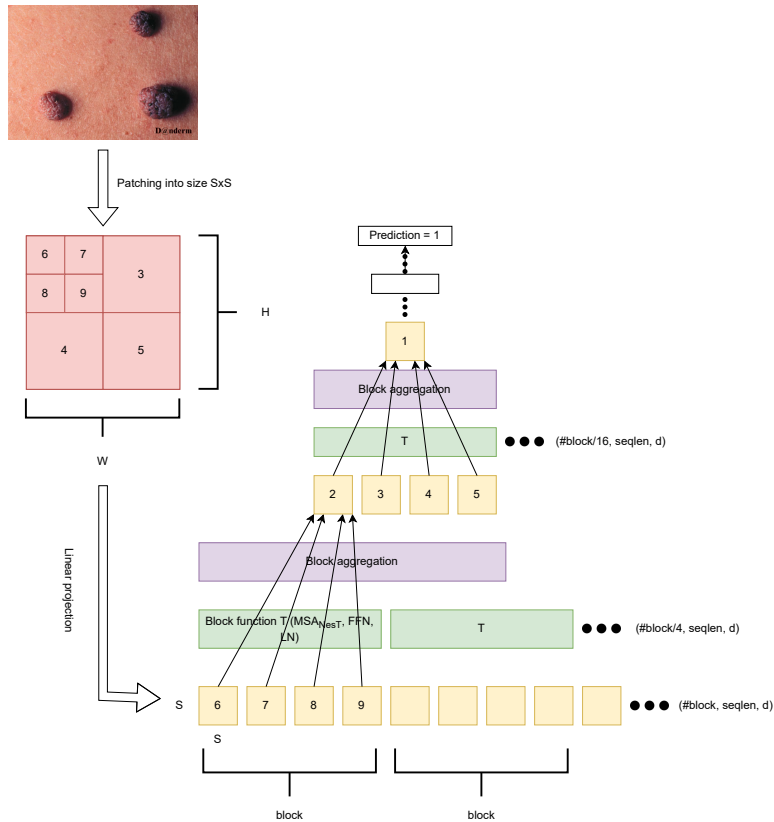 D@nderm
Patching into size SxS
6 7
3
8 9
4 5
H
W
Linear projection
Prediction = 1
1
Block aggregation
T
(#block/16, seqlen, d)
2 3 4 5
Block aggregation
Block function T (MSANesT, FFN,
LN)
T
(#block/4, seqlen, d)
S 6 7 8 9
(#block, seqlen, d)
S
block block